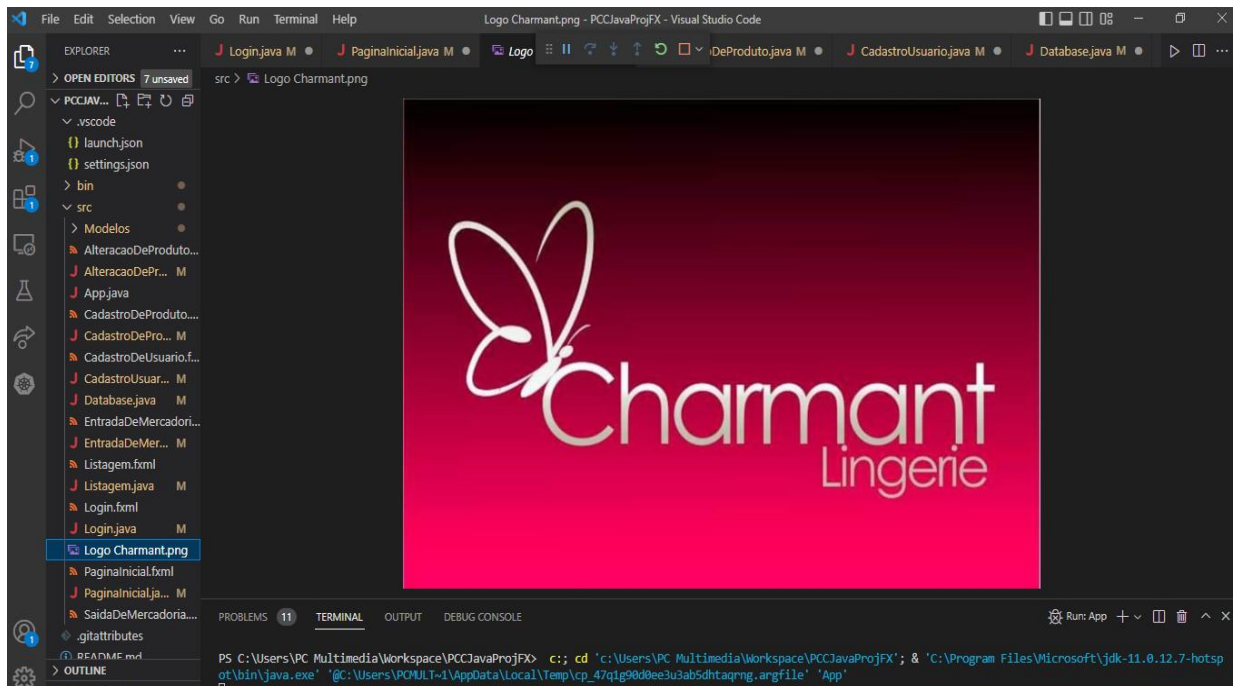 File Edit Selection View Go Run Terminal Help
Logo Charmant.png - PCCJavaProjFX - Visual Studio Code
EXPLORER
Login.java M
PaginaInicial.java M
Logo
DeProduto.java M
CadastroUsuario.java M
Database.java M
OPEN EDITORS 7 unsaved
src > Logo Charmant.png
PCCJAV...
.vscode
{} launch.json
{} settings.json
bin
src
Modelos
AlteracaoDeProduto...
J AlteracaoDePr... M
J App.java
CadastroDeProduto....
J CadastroDePro... M
CadastroDeUsuario.f...
J CadastroUsuar... M
J Database.java M
EntradaDeMercadori...
J EntradaDeMer... M
Listagem.fxml
J Listagem.java M
Login.fxml
J Login.java M
Logo Charmant.png
PaginaInicial.fxml
J PaginaInicial.ja... M
SaidaDeMercadoria....
.gitattributes
README.md
OUTLINE
7
1
1
1
Charmant
Lingerie
PROBLEMS 11 TERMINAL OUTPUT DEBUG CONSOLE
Run: App
PS C:\Users\PC Multimedia\Workspace\PCCJavaProjFX> c:; cd 'c:\Users\PC Multimedia\Workspace\PCCJavaProjFX'; & 'C:\Program Files\Microsoft\jdk-11.0.12.7-hotsp
ot\bin\java.exe' '@C:\Users\PCMULT~1\AppData\Local\Temp\cp_47q1g90d0ee3u3ab5dhtaqrng.argfile' 'App'